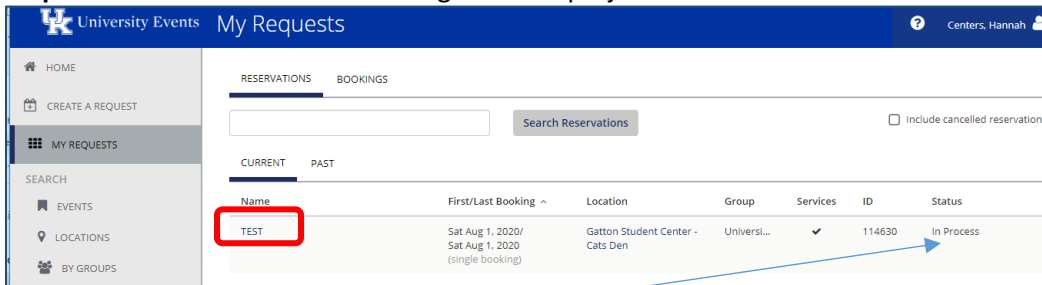 UK University Events My Requests Centers, Hannah
HOME
CREATE A REQUEST
MY REQUESTS
SEARCH
EVENTS
LOCATIONS
BY GROUPS
RESERVATIONS BOOKINGS
Search Reservations
Include cancelled reservation
CURRENT PAST
Name First/Last Booking Location Group Services ID Status
TEST Sat Aug 1, 2020/ Gatton Student Center - Universi... 114630 In Process
Sat Aug 1, 2020 Cats Den
(single booking)